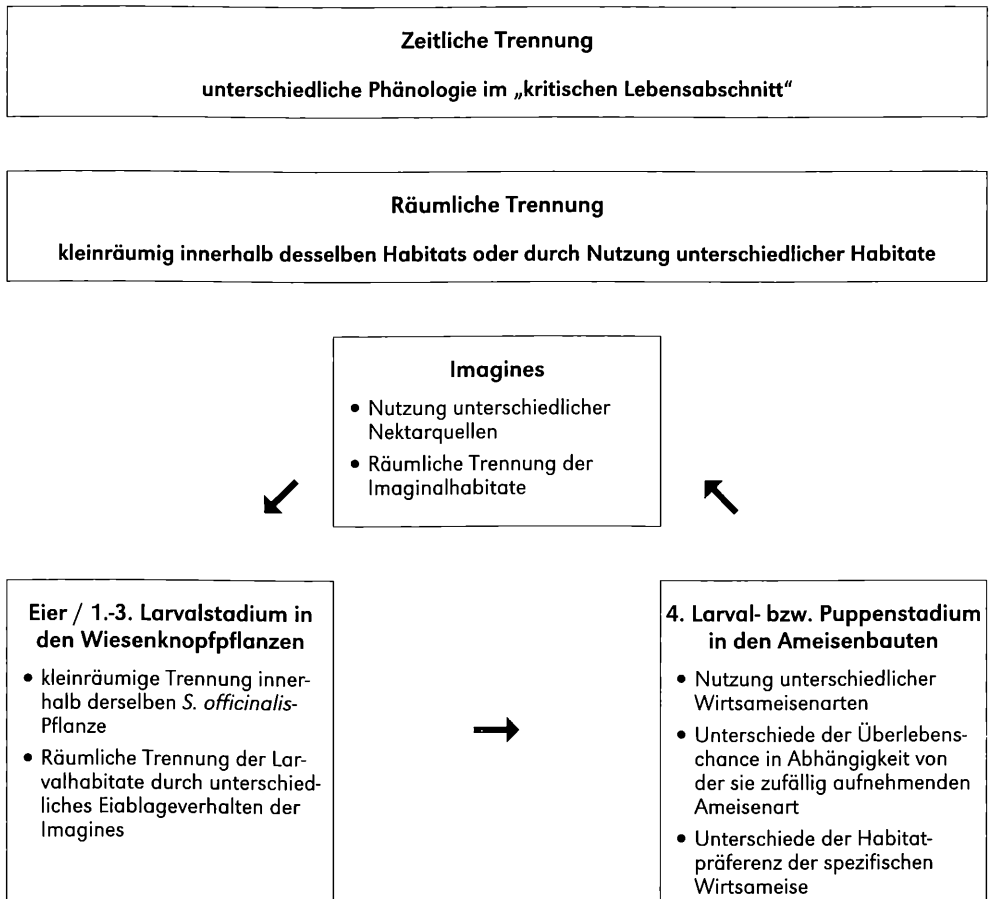 Zeitliche Trennung
unterschiedliche Phänologie im „kritischen Lebensabschnitt“
Räumliche Trennung
kleinräumig innerhalb desselben Habitats oder durch Nutzung unterschiedlicher Habitate
Imagines
• Nutzung unterschiedlicher
Nektarquellen
• Räumliche Trennung der
Imaginalhabitate
Eier / 1.-3. Larvalstadium in
den Wiesenknopfpflanzen
• kleinräumige Trennung inner-
halb derselben S. officinalis-
Pflanze
• Räumliche Trennung der Lar-
valhabitate durch unterschied-
liches Eiablageverhalten der
Imagines
4. Larval- bzw. Puppenstadium
in den Ameisenbauten
• Nutzung unterschiedlicher
Wirtsameisenarten
• Unterschiede der Überlebens-
chance in Abhängigkeit von
der sie zufällig aufnehmenden
Ameisenart
• Unterschiede der Habitat-
präferenz der spezifischen
Wirtsameise